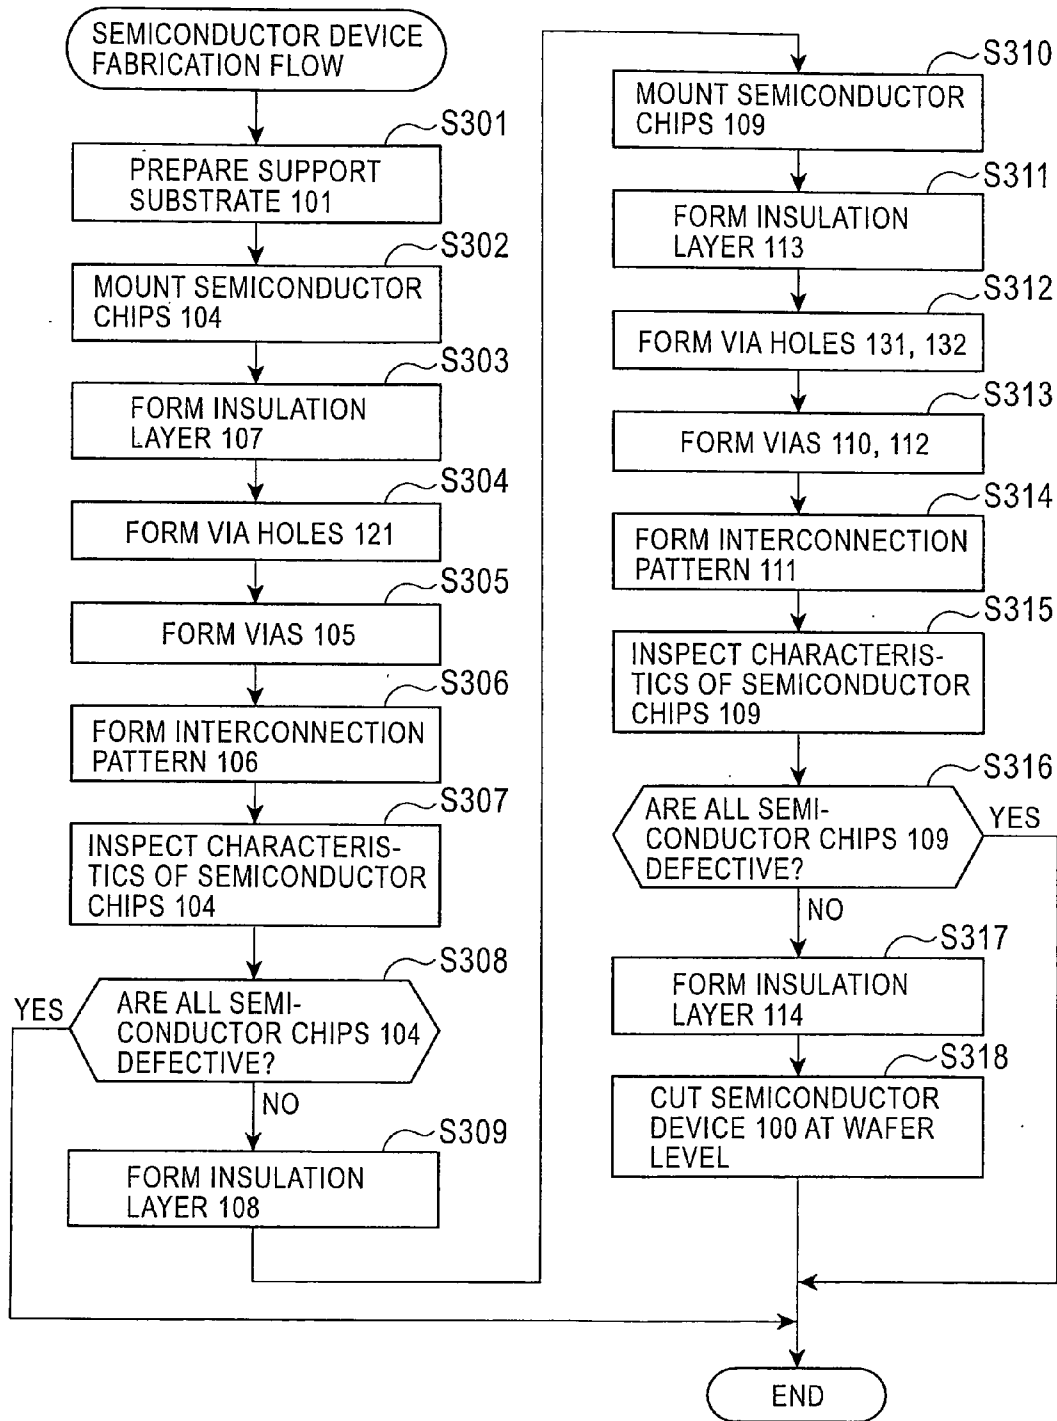 SEMICONDUCTOR DEVICE
FABRICATION FLOW
S301
PREPARE SUPPORT
SUBSTRATE 101
S302
MOUNT SEMICONDUCTOR
CHIPS 104
S303
FORM INSULATION
LAYER 107
S304
FORM VIA HOLES 121
S305
FORM VIAS 105
S306
FORM INTERCONNECTION
PATTERN 106
S307
INSPECT CHARACTERIS-
TICS OF SEMICONDUCTOR
CHIPS 104
S308
YES
ARE ALL SEMI-
CONDUCTOR CHIPS 104
DEFECTIVE?
NO
S309
FORM INSULATION
LAYER 108
S310
MOUNT SEMICONDUCTOR
CHIPS 109
S311
FORM INSULATION
LAYER 113
S312
FORM VIA HOLES 131, 132
S313
FORM VIAS 110, 112
S314
FORM INTERCONNECTION
PATTERN 111
S315
INSPECT CHARACTERIS-
TICS OF SEMICONDUCTOR
CHIPS 109
S316
ARE ALL SEMI-
CONDUCTOR CHIPS 109
DEFECTIVE?
YES
NO
S317
FORM INSULATION
LAYER 114
S318
CUT SEMICONDUCTOR
DEVICE 100 AT WAFER
LEVEL
END